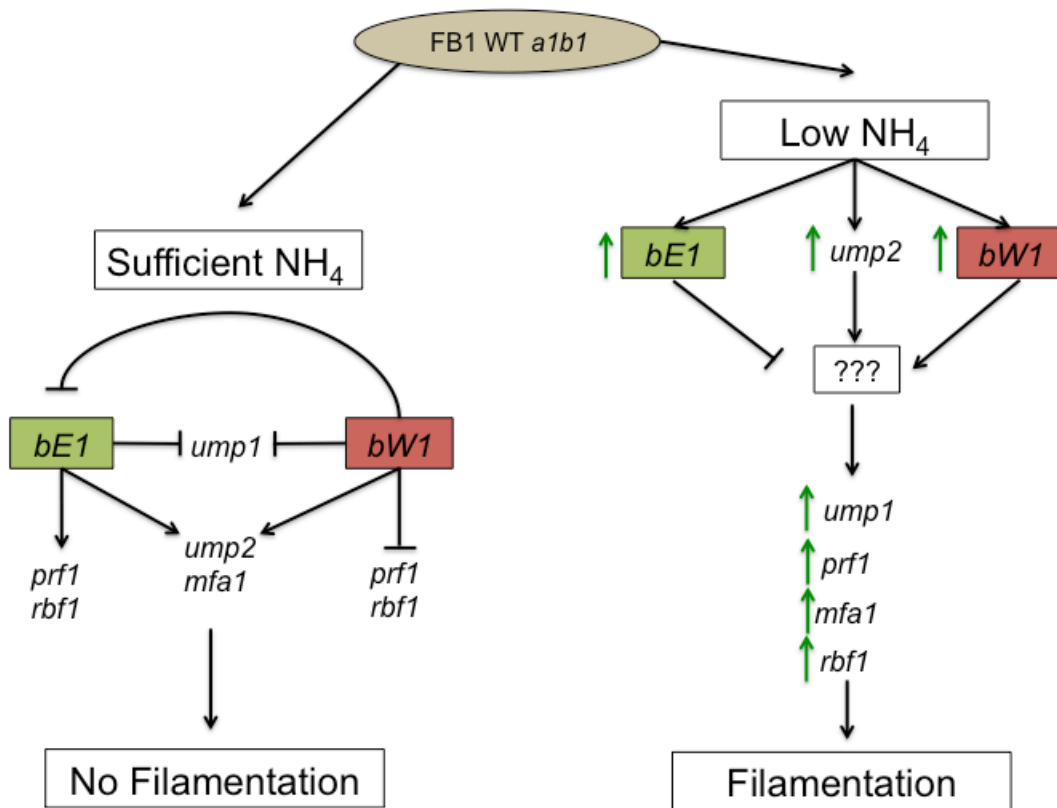 FB1 WT a1b1
Low NH4
Sufficient NH4
bE1
ump2
bW1
???
bE1
ump1
bW1
ump2
mfa1
prf1
rbf1
prf1
rbf1
ump1
prf1
mfa1
rbf1
No Filamentation
Filamentation